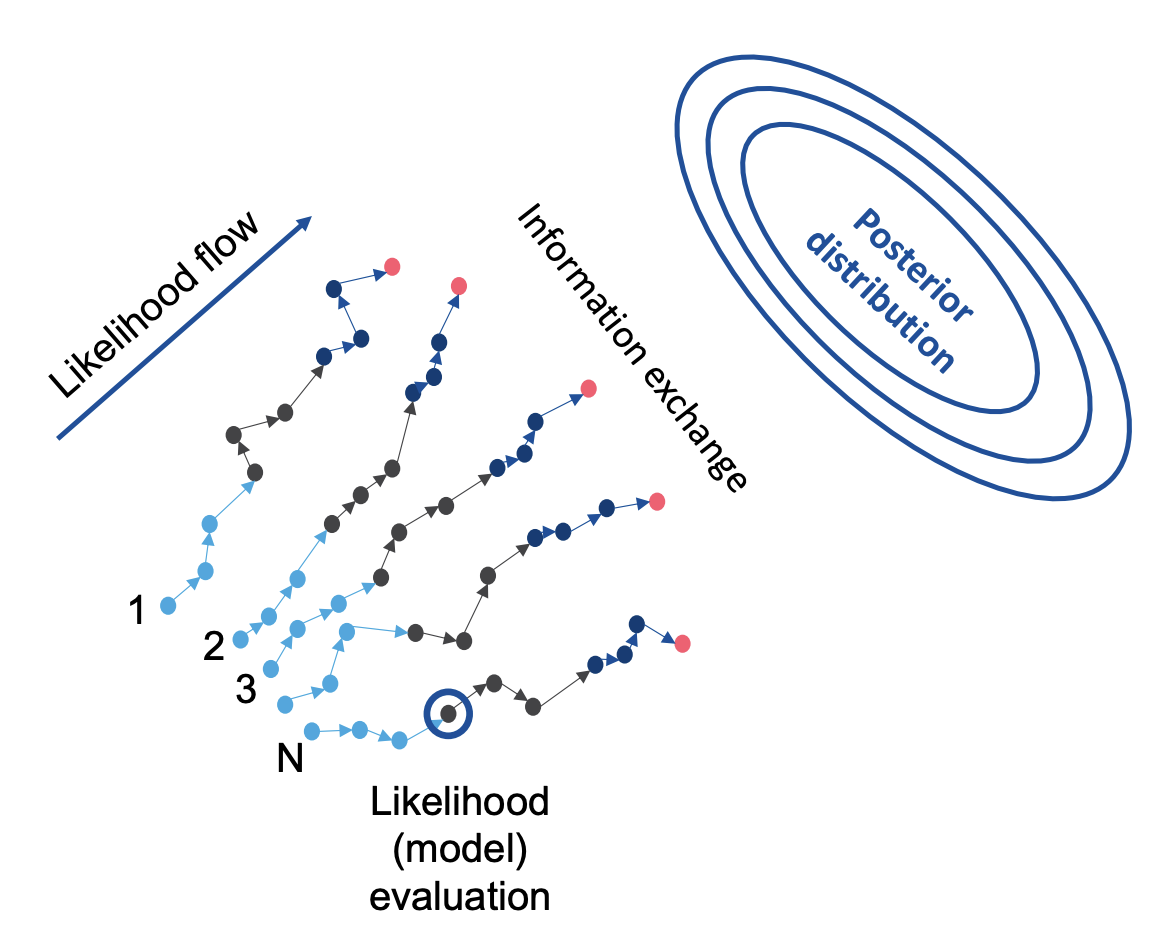 Likelihood flow
Information exchange
Posterior
distribution
1
2
3
N
Likelihood
(model)
evaluation